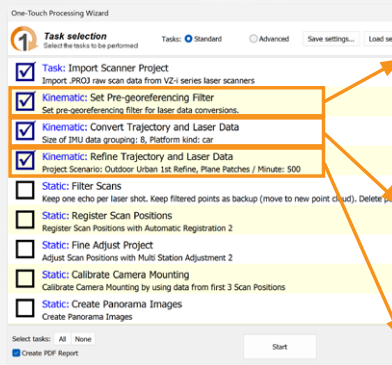 One-Touch Processing Wizard
1
Task selection
Select the tasks to be performed
Tasks: Standard Advanced Save settings... Load se
Task: Import Scanner Project
Import .PROJ raw scan data from VZ-i series laser scanners
Kinematic: Set Pre-georeferencing Filter
Set pre-georeferencing filter for laser data conversions.
Kinematic: Convert Trajectory and Laser Data
Size of IMU data grouping: 8, Platform kind: car
Kinematic: Refine Trajectory and Laser Data
Project Scenario: Outdoor Urban 1st Refine, Plane Patches / Minute: 500
Static: Filter Scans
Keep one echo per laser shot. Keep filtered points as backup (move to new point cloud). Delete p
Static: Register Scan Positions
Register Scan Positions with Automatic Registration 2
Static: Fine Adjust Project
Adjust Scan Positions with Multi Station Adjustment 2
Static: Calibrate Camera Mounting
Calibrate Camera Mounting by using data from first 3 Scan Positions
Static: Create Panorama Images
Create Panorama Images
Select tasks: All None
Create PDF Report
Start